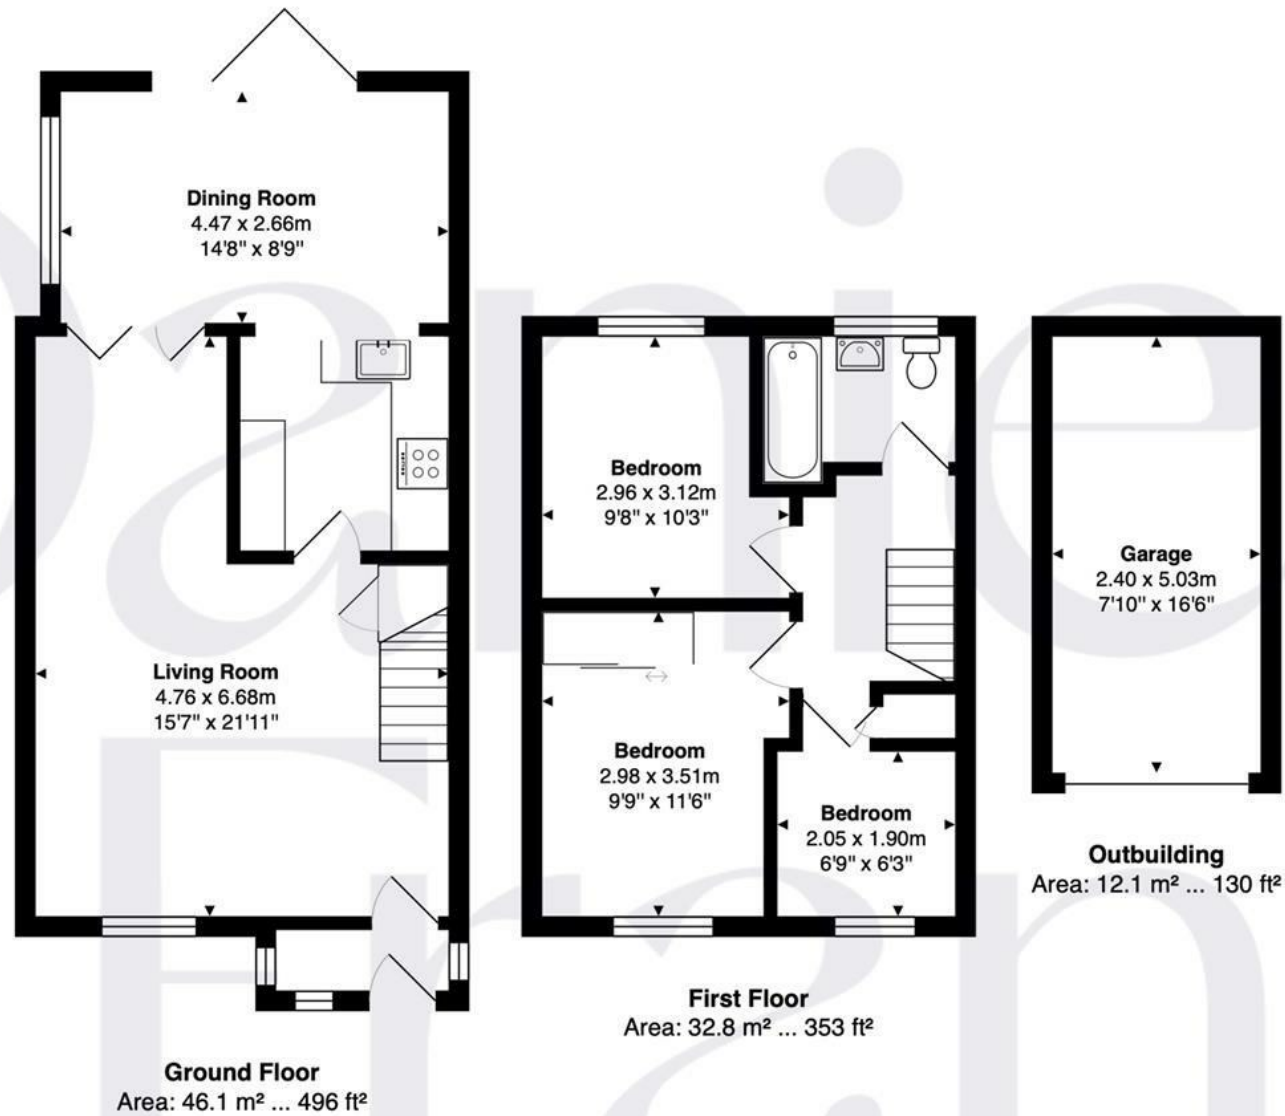 Dining Room
4.47 x 2.66m
14'8" x 8'9"
Living Room
4.76 x 6.68m
15'7" x 21'11"
Ground Floor
Area: 46.1 m² ... 496 ft²
Bedroom
2.96 x 3.12m
9'8" x 10'3"
Bedroom
2.98 x 3.51m
9'9" x 11'6"
Bedroom
2.05 x 1.90m
6'9" x 6'3"
First Floor
Area: 32.8 m² ... 353 ft²
Garage
2.40 x 5.03m
7'10" x 16'6"
Outbuilding
Area: 12.1 m² ... 130 ft²
Danie
Fran